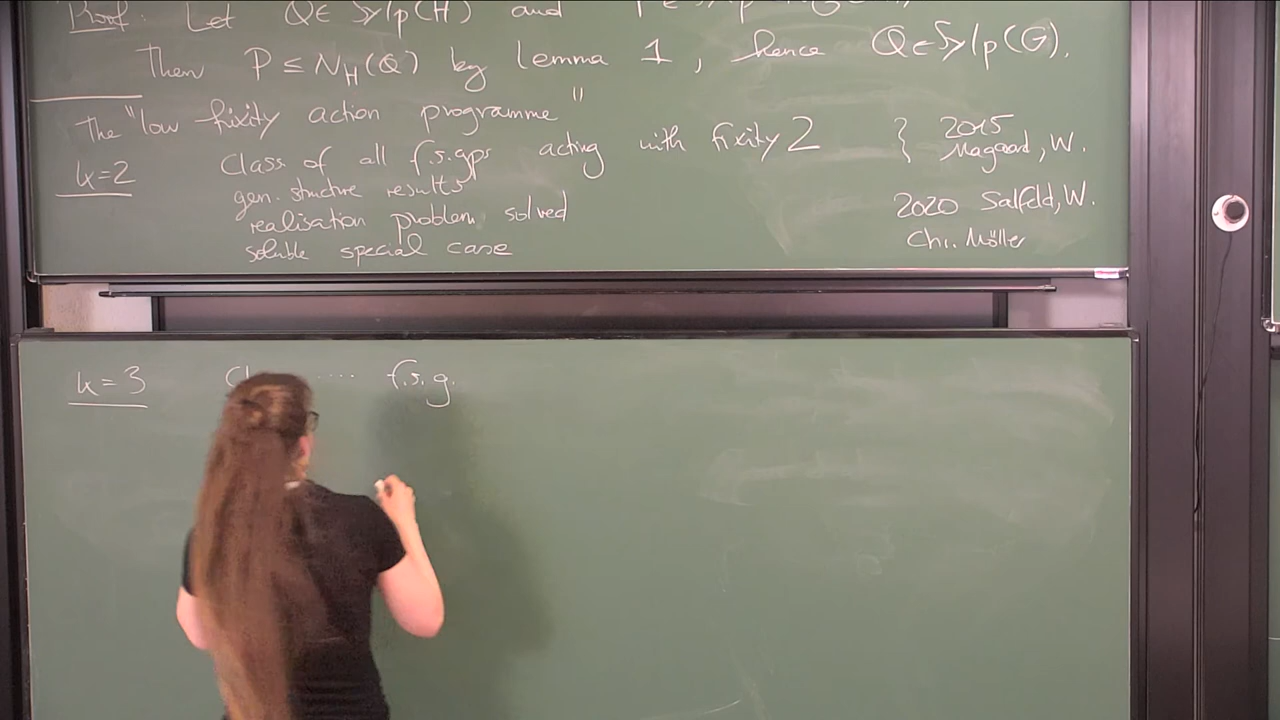 Proof: Let Q ∈ Sylp(H) and
Then P ≤ N_H(Q) by lemma 1, hence Q ∈ Sylp(G).
The "low fixity action programme"
k=2 Class of all f.s.gps acting with fixity 2 } 2015
Magaard, W.
gen. structure results
realisation problem solved 2020 Salfeld, W.
soluble special case Chr. Möller
k=3 .... f.s.g.